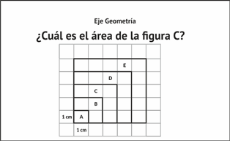 Eje Geometría
¿Cuál es el área de la figura C?
E
D
C
B
1 cm A
1 cm